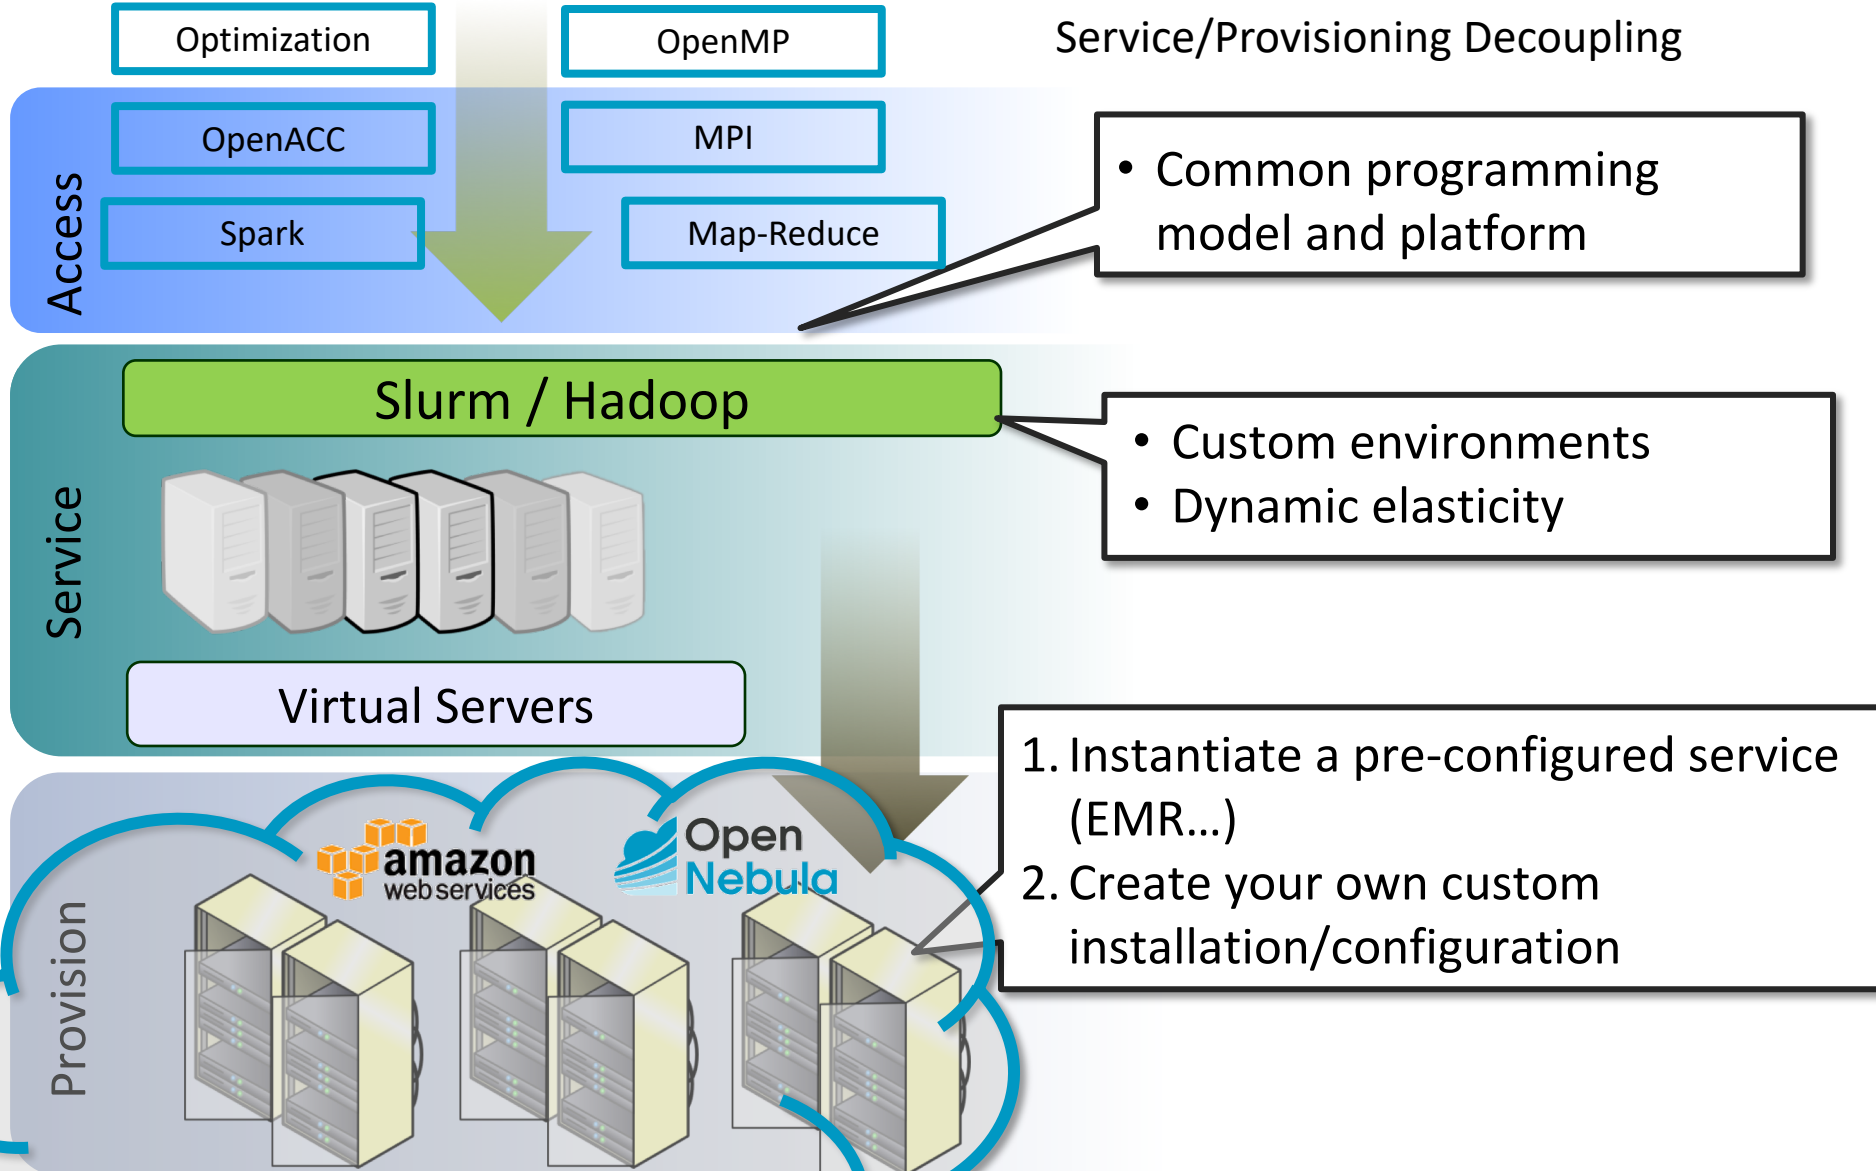 Optimization
OpenMP
Service/Provisioning Decoupling
OpenACC
MPI
Spark
Map-Reduce
Access
• Common programming
model and platform
Slurm / Hadoop
• Custom environments
• Dynamic elasticity
Service
Virtual Servers
1. Instantiate a pre-configured service
(EMR...)
2. Create your own custom
installation/configuration
amazon
web services
Open
Nebula
Provision